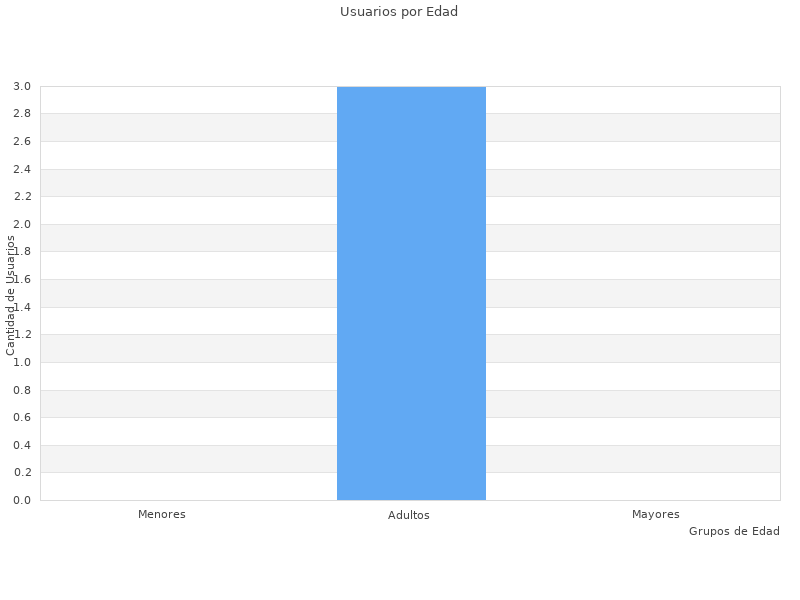 Usuarios por Edad
3.0
2.8
2.6
2.4
2.2
2.0
1.8
1.6
1.4
1.2
1.0
0.8
0.6
0.4
0.2
0.0
Cantidad de Usuarios
Menores
Adultos
Mayores
Grupos de Edad